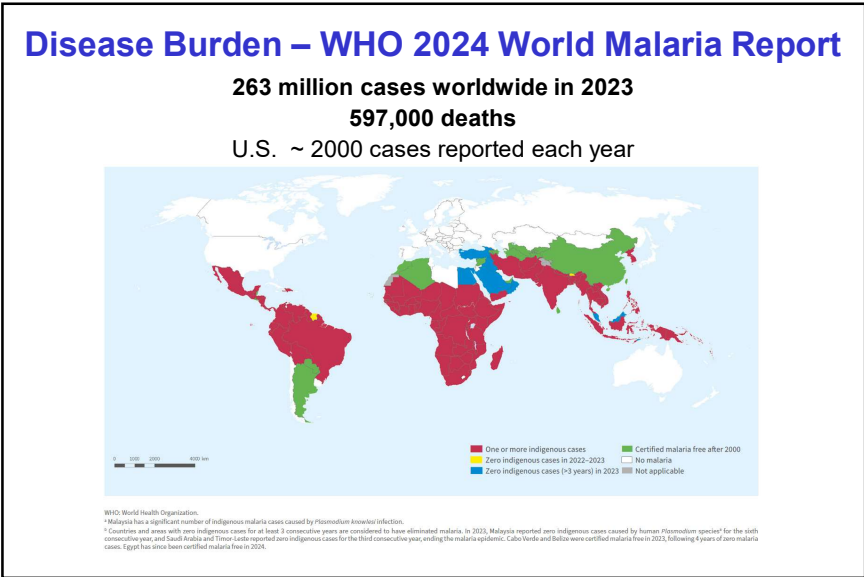 Disease Burden – WHO 2024 World Malaria Report
263 million cases worldwide in 2023
597,000 deaths
U.S. ~ 2000 cases reported each year
0 1000 2000 4000 km
One or more indigenous cases
Zero indigenous cases in 2022–2023
Zero indigenous cases (>3 years) in 2023
Certified malaria free after 2000
No malaria
Not applicable
WHO: World Health Organization.
ᵃ Malaysia has a significant number of indigenous malaria cases caused by Plasmodium knowlesi infection.
ᵇ Countries and areas with zero indigenous cases for at least 3 consecutive years are considered to have eliminated malaria. In 2023, Malaysia reported zero indigenous cases caused by human Plasmodium speciesᵃ for the sixth
consecutive year, and Saudi Arabia and Timor-Leste reported zero indigenous cases for the third consecutive year, ending the malaria epidemic. Cabo Verde and Belize were certified malaria free in 2023, following 4 years of zero malaria
cases. Egypt has since been certified malaria free in 2024.